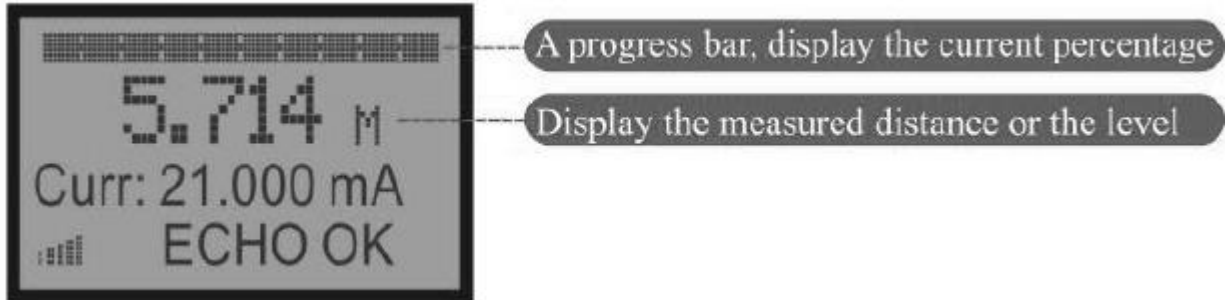 A progress bar, display the current percentage
5.714 M
Display the measured distance or the level
Curr: 21.000 mA
ECHO OK